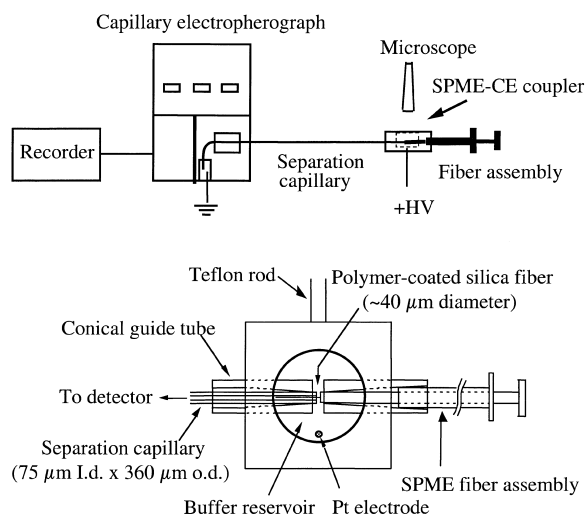 Capillary electropherograph
Microscope
SPME-CE coupler
Recorder
Separation
capillary
Fiber assembly
+HV
Teflon rod
Polymer-coated silica fiber
(~40 µm diameter)
Conical guide tube
To detector
Separation capillary
(75 µm I.d. x 360 µm o.d.)
SPME fiber assembly
Buffer reservoir
Pt electrode